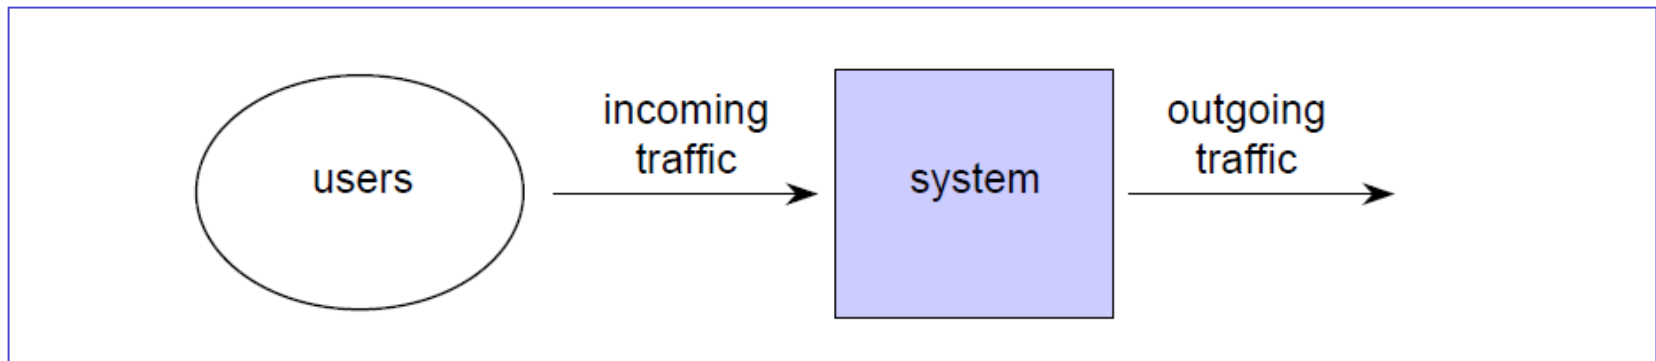 users
incoming
traffic
system
outgoing
traffic